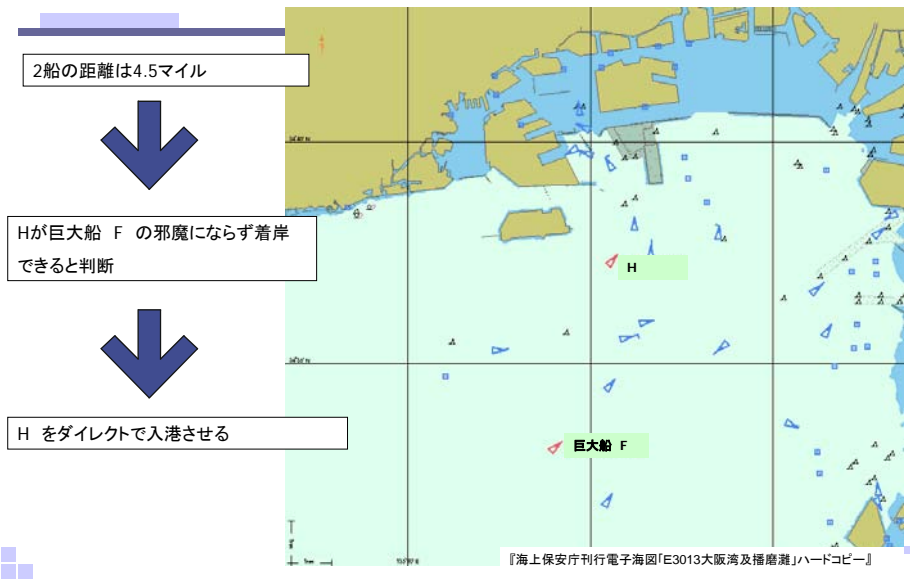 2船の距離は4.5マイル
Hが巨大船 F の邪魔にならず着岸
できると判断
H をダイレクトで入港させる
H
巨大船 F
『海上保安庁刊行電子海図「E3013大阪湾及播磨灘」ハードコピー』